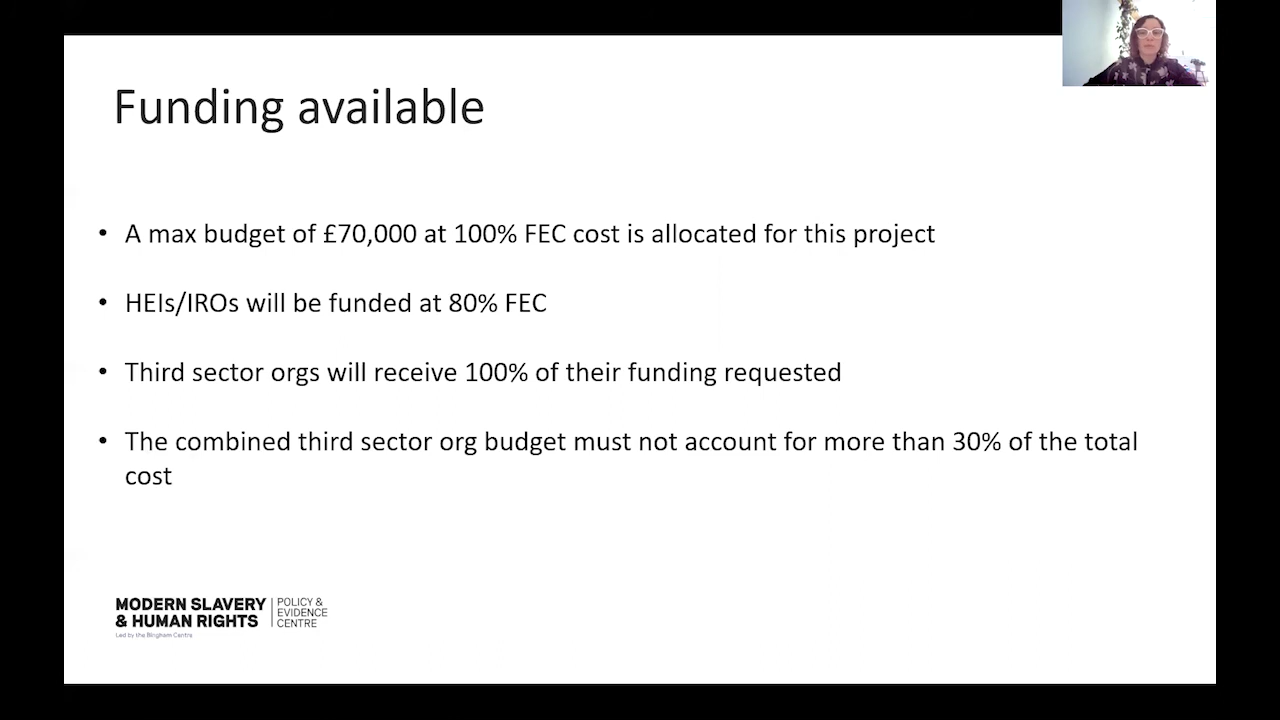 Funding available
• A max budget of £70,000 at 100% FEC cost is allocated for this project
• HEIs/IROs will be funded at 80% FEC
• Third sector orgs will receive 100% of their funding requested
• The combined third sector org budget must not account for more than 30% of the total
cost
MODERN SLAVERY
& HUMAN RIGHTS
Led by the Bingham Centre
POLICY &
EVIDENCE
CENTRE